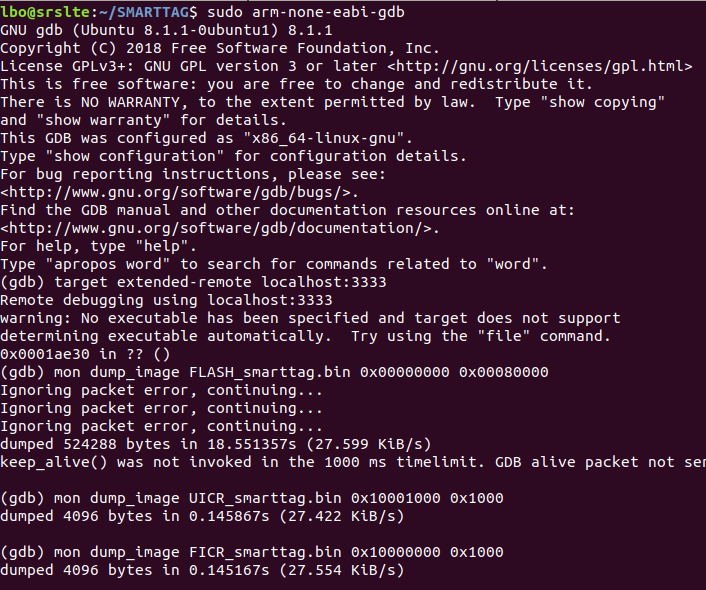 lbo@srslte:~/SMARTTAG$ sudo arm-none-eabi-gdb
GNU gdb (Ubuntu 8.1.1-0ubuntu1) 8.1.1
Copyright (C) 2018 Free Software Foundation, Inc.
License GPLv3+: GNU GPL version 3 or later <http://gnu.org/licenses/gpl.html>
This is free software: you are free to change and redistribute it.
There is NO WARRANTY, to the extent permitted by law.  Type "show copying"
and "show warranty" for details.
This GDB was configured as "x86_64-linux-gnu".
Type "show configuration" for configuration details.
For bug reporting instructions, please see:
<http://www.gnu.org/software/gdb/bugs/>.
Find the GDB manual and other documentation resources online at:
<http://www.gnu.org/software/gdb/documentation/>.
For help, type "help".
Type "apropos word" to search for commands related to "word".
(gdb) target extended-remote localhost:3333
Remote debugging using localhost:3333
warning: No executable has been specified and target does not support
determining executable automatically.  Try using the "file" command.
0x0001ae30 in ?? ()
(gdb) mon dump_image FLASH_smarttag.bin 0x00000000 0x00080000
Ignoring packet error, continuing...
Ignoring packet error, continuing...
Ignoring packet error, continuing...
dumped 524288 bytes in 18.551357s (27.599 KiB/s)
keep_alive() was not invoked in the 1000 ms timelimit. GDB alive packet not sen
(gdb) mon dump_image UICR_smarttag.bin 0x10001000 0x1000
dumped 4096 bytes in 0.145867s (27.422 KiB/s)
(gdb) mon dump_image FICR_smarttag.bin 0x10000000 0x1000
dumped 4096 bytes in 0.145167s (27.554 KiB/s)